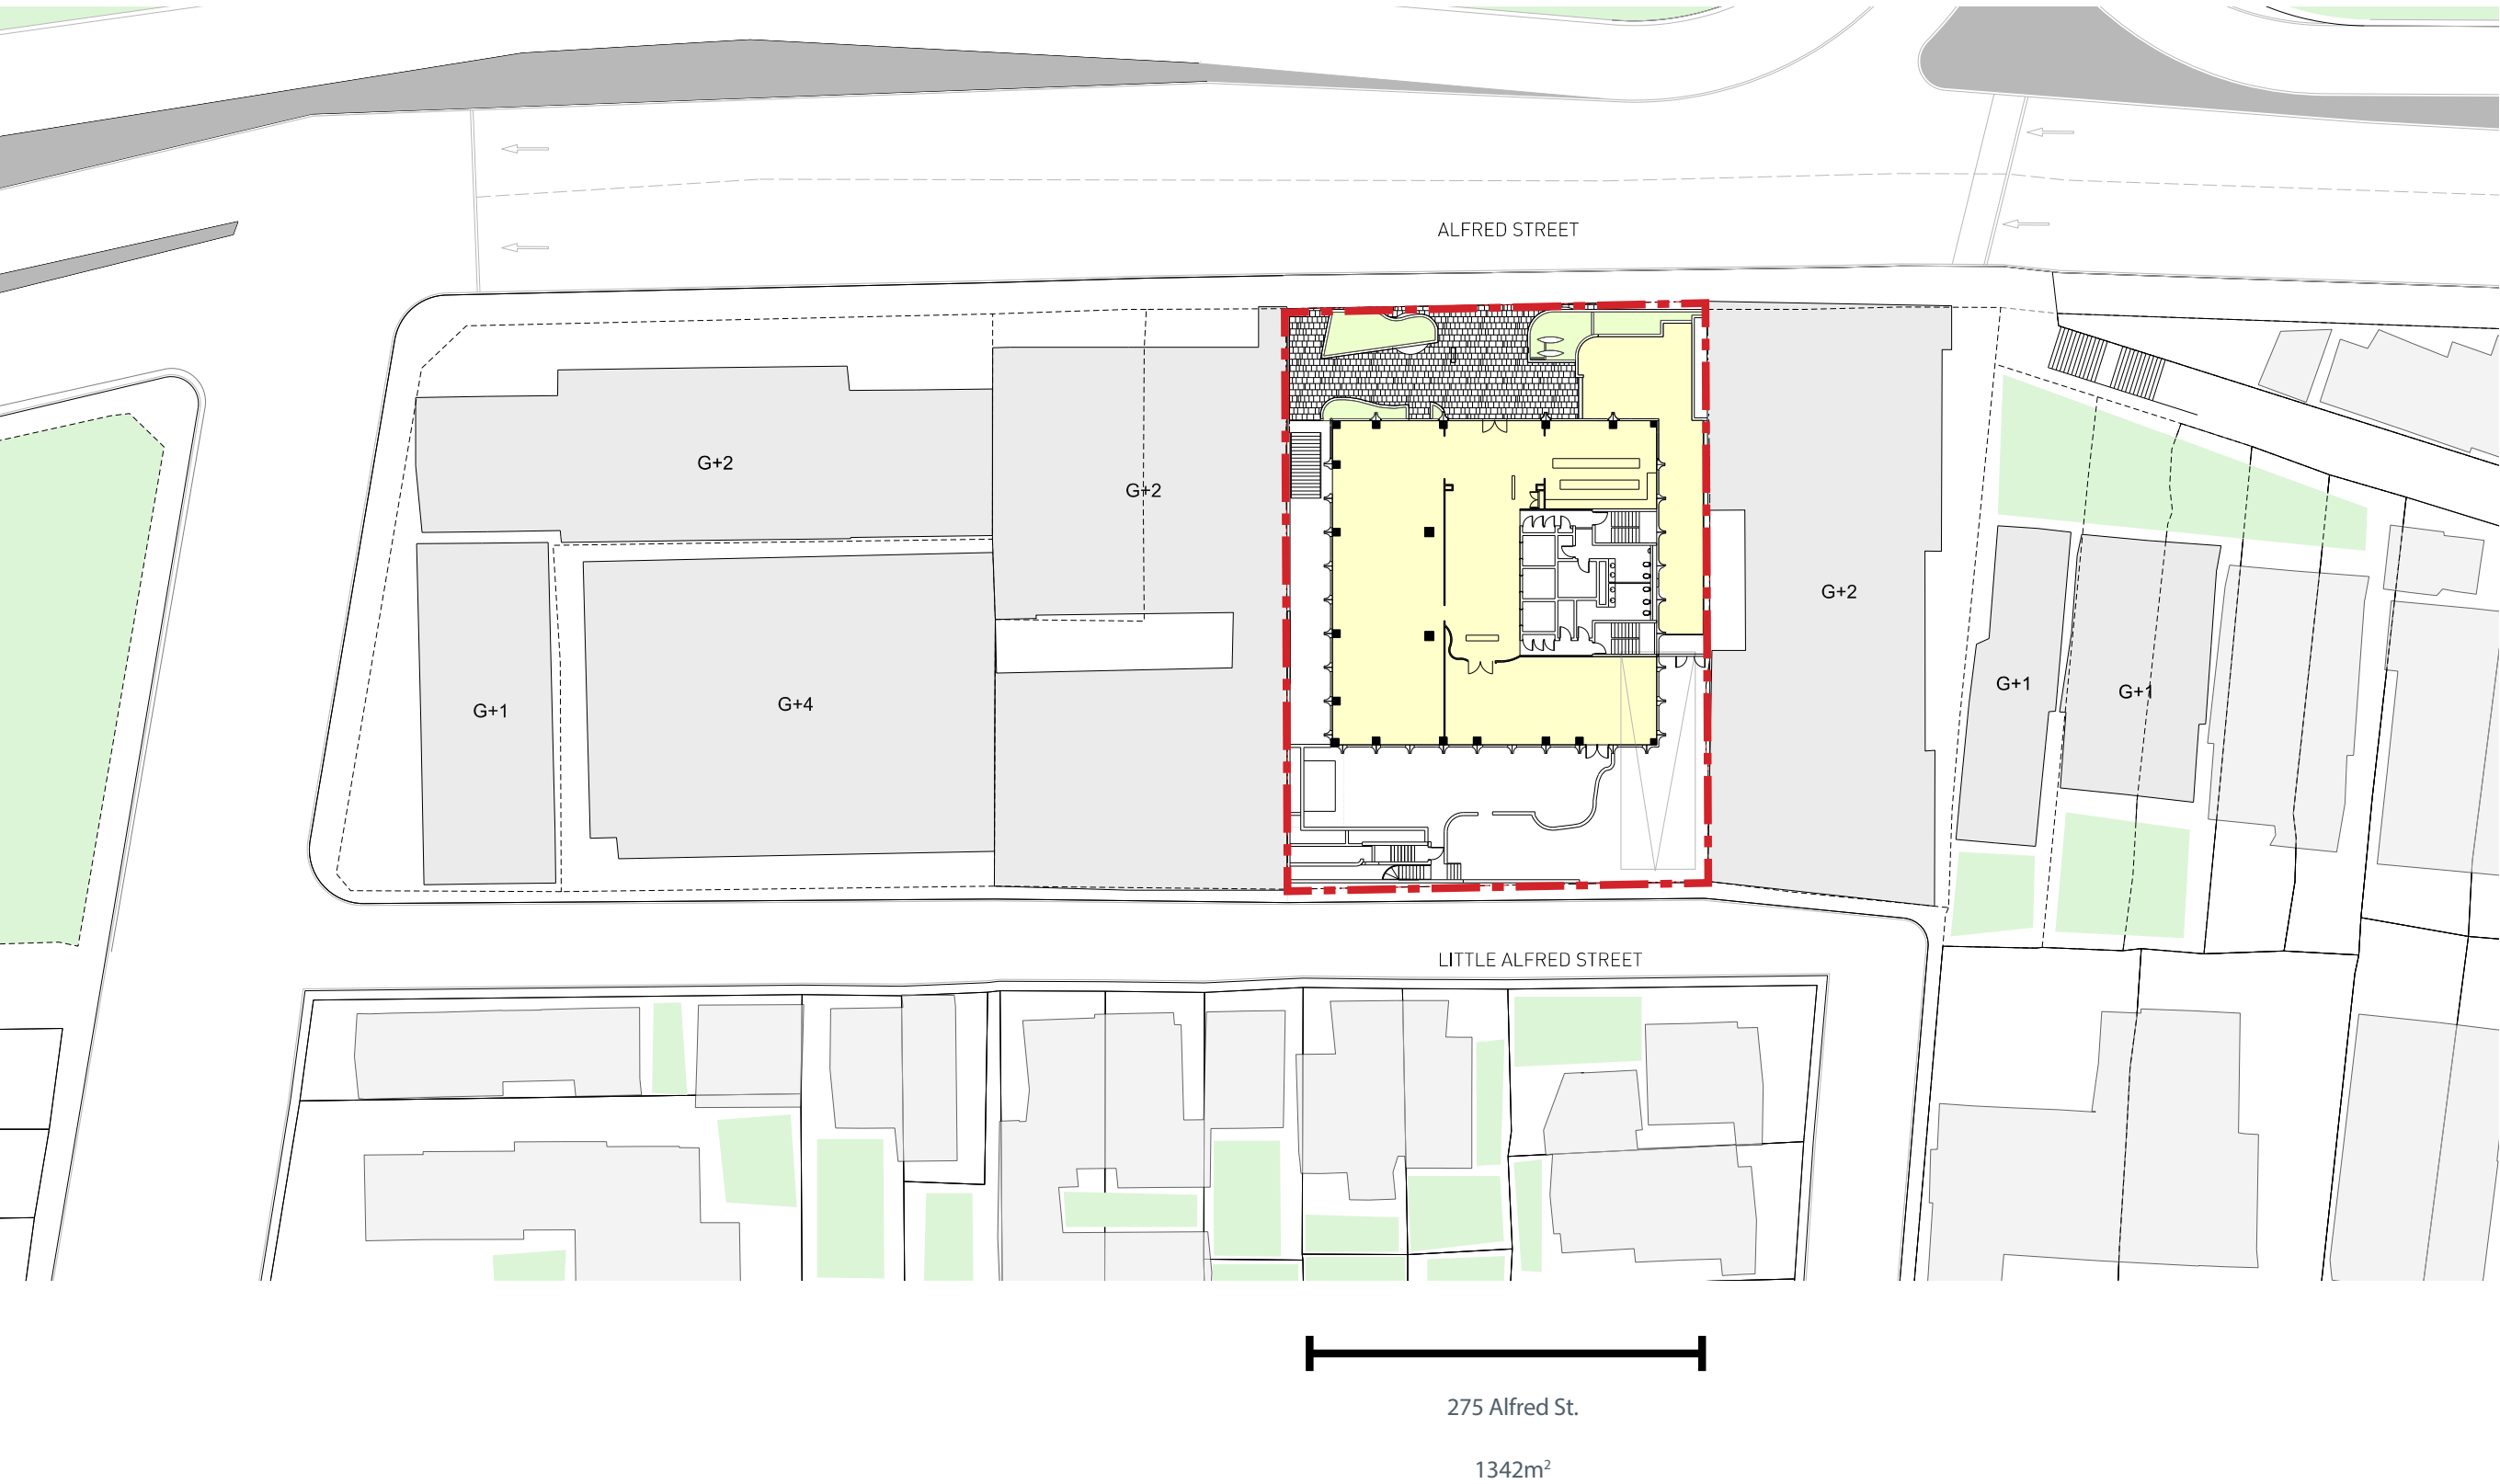 ALFRED STREET
G+2
G+2
G+2
G+1
G+1
G+4
G+1
LITTLE ALFRED STREET
275 Alfred St.
1342m²